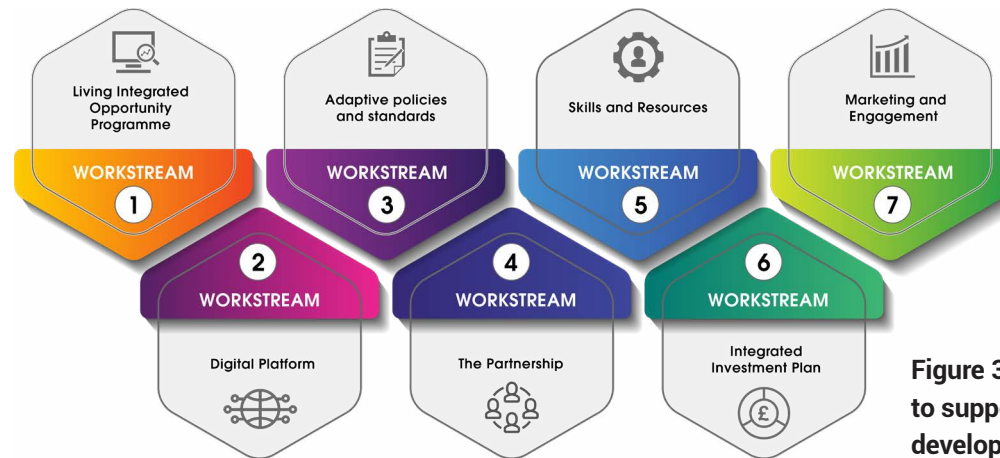 Living Integrated
Opportunity
Programme
WORKSTREAM
1
2
WORKSTREAM
Digital Platform
Adaptive policies
and standards
WORKSTREAM
3
4
WORKSTREAM
The Partnership
Skills and Resources
WORKSTREAM
5
6
WORKSTREAM
Integrated
Investment Plan
£
Marketing and
Engagement
WORKSTREAM
7
Figure 3
to supp
develop